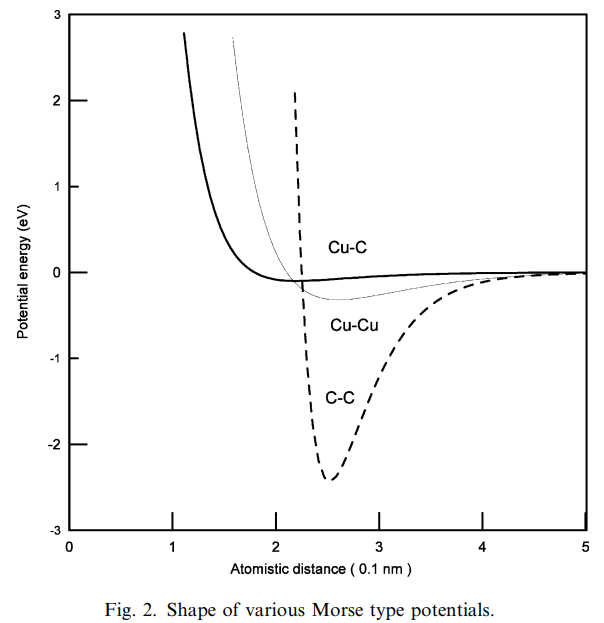 3
2
1
0
-1
-2
-3
Potential energy (eV)
Cu-C
Cu-Cu
C-C
0 1 2 3 4 5
Atomistic distance ( 0.1 nm )
Fig. 2. Shape of various Morse type potentials.